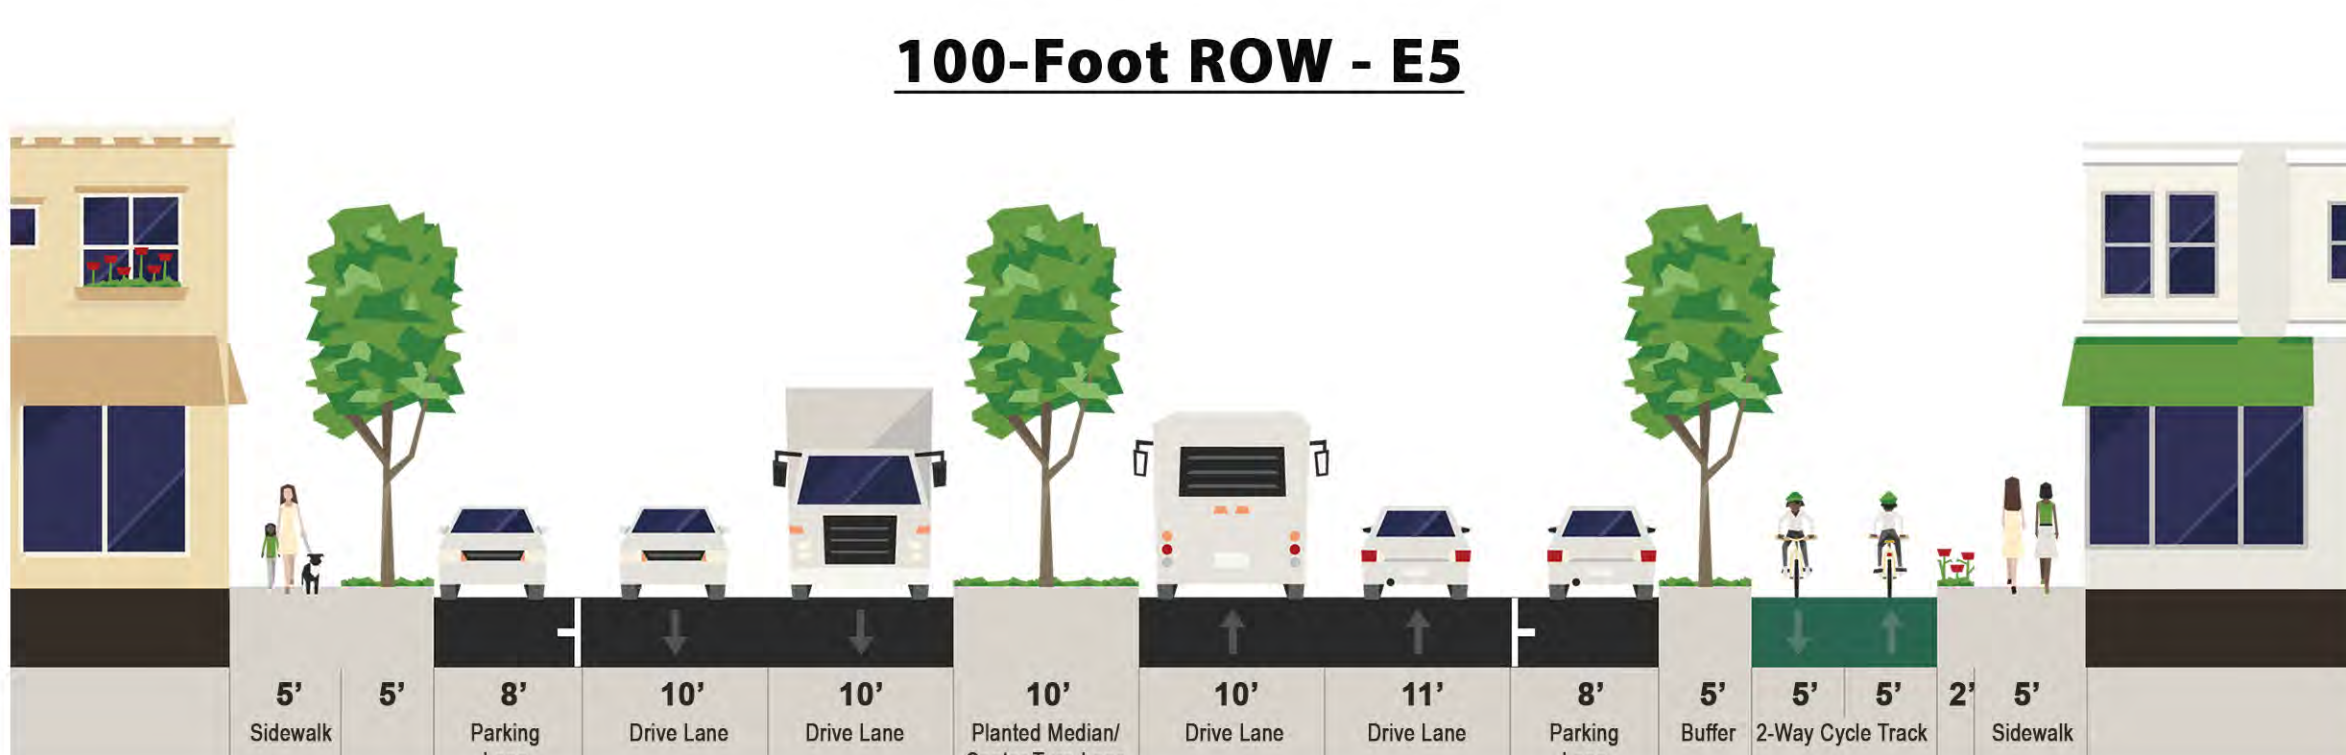 100-Foot ROW - E5
5’ 5’ 8’ 10’ 10’ 10’ 10’ 11’ 8’ 5’ 5’ 5’ 2’ 5’
Sidewalk Parking Drive Lane Drive Lane Planted Median/ Drive Lane Drive Lane Parking Buffer 2-Way Cycle Track Sidewalk